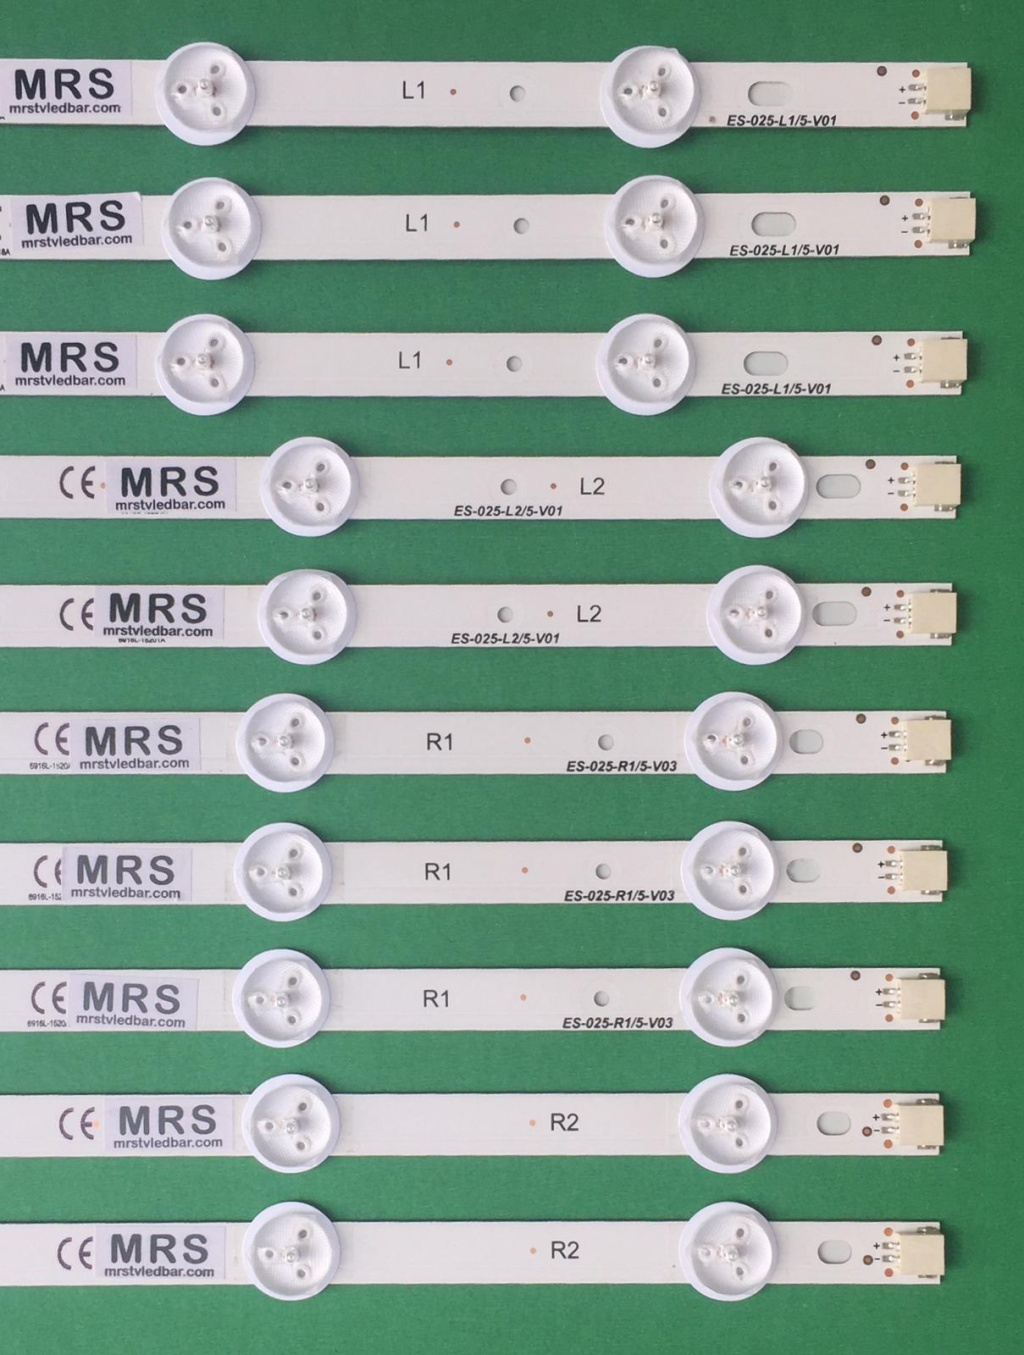 MRS
mrstvledbar.com
L1
+
-
ES-025-L1/5-V01
MRS
mrstvledbar.com
L1
+
-
ES-025-L1/5-V01
MRS
mrstvledbar.com
L1
+
-
ES-025-L1/5-V01
CE MRS
mrstvledbar.com
L2
+
-
ES-025-L2/5-V01
CE MRS
mrstvledbar.com
L2
+
-
ES-025-L2/5-V01
CE MRS
mrstvledbar.com
R1
+
-
ES-025-R1/5-V03
CE MRS
mrstvledbar.com
R1
+
-
ES-025-R1/5-V03
CE MRS
mrstvledbar.com
R1
+
-
ES-025-R1/5-V03
CE MRS
mrstvledbar.com
R2
+
-
CE MRS
mrstvledbar.com
R2
+
-